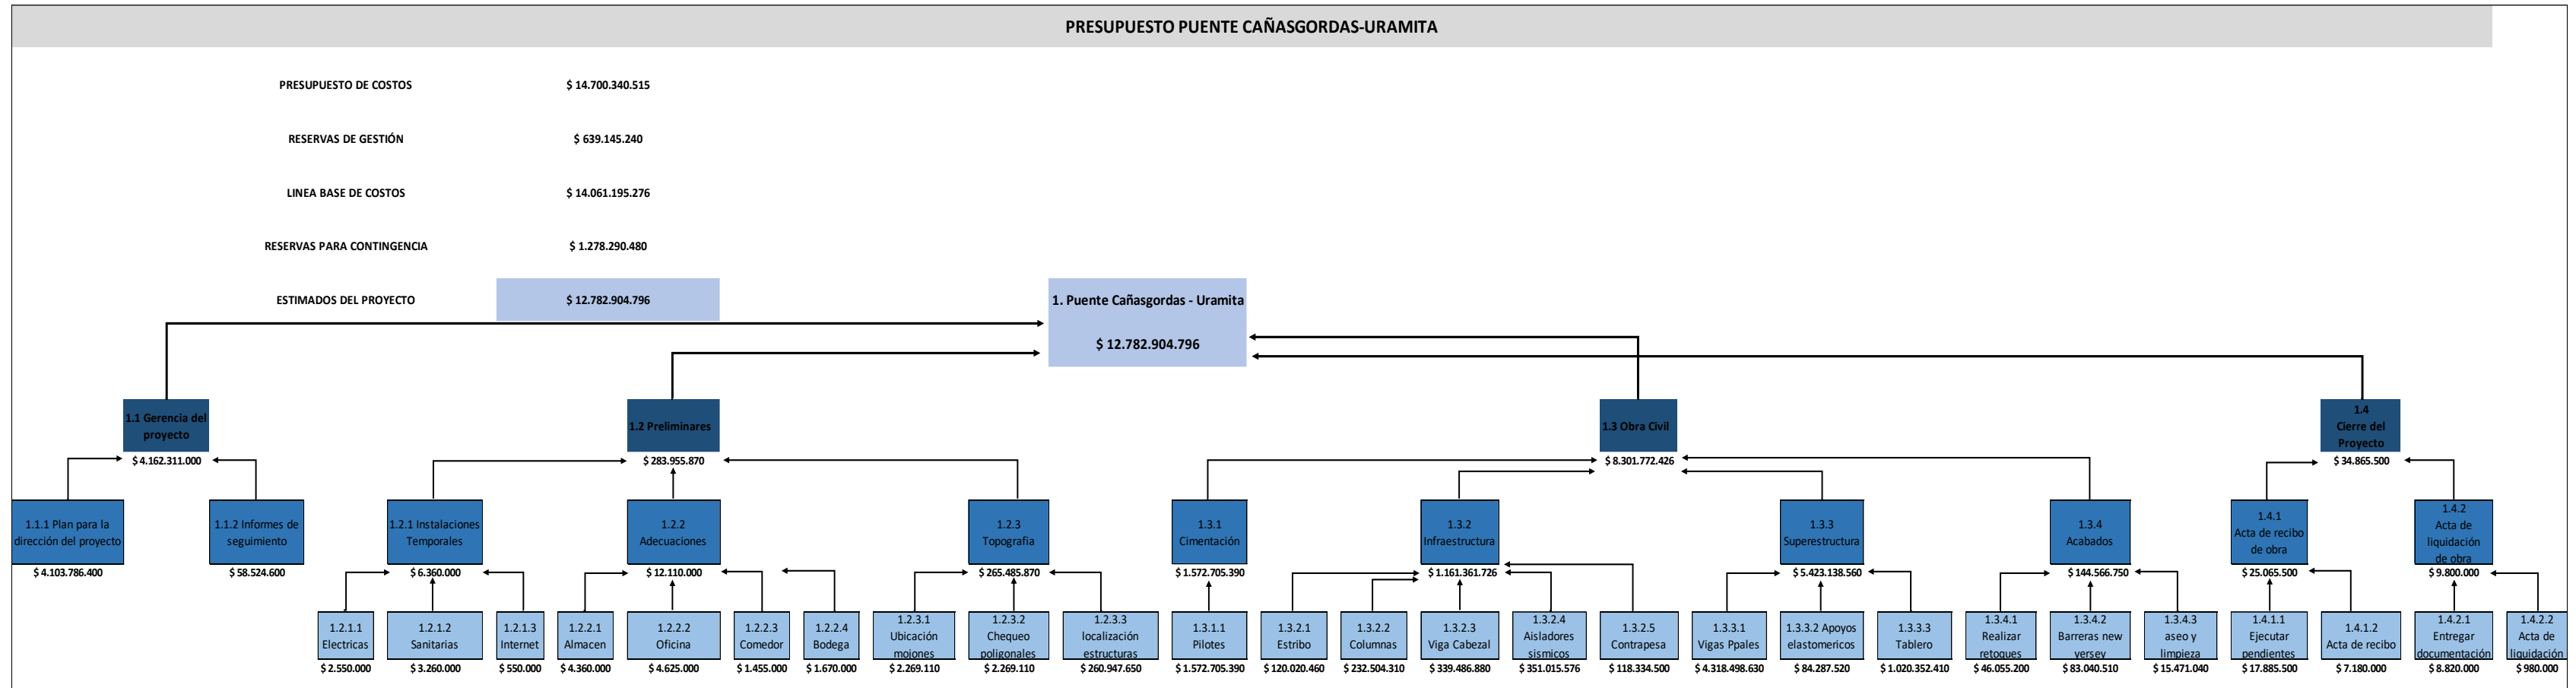 PRESUPUESTO PUENTE CAÑASGORDAS-URAMITA
PRESUPUESTO DE COSTOS
$ 14.700.340.515
RESERVAS DE GESTIÓN
$ 639.145.240
LINEA BASE DE COSTOS
$ 14.061.195.276
RESERVAS PARA CONTINGENCIA
$ 1.278.290.480
ESTIMADOS DEL PROYECTO
$ 12.782.904.796
1. Puente Cañasgordas - Uramita
$ 12.782.904.796
1.1 Gerencia del
proyecto
$ 4.162.311.000
1.2 Preliminares
$ 283.955.870
1.3 Obra Civil
$ 8.301.772.426
1.4
Cierre del
Proyecto
$ 34.865.500
1.1.1 Plan para la
dirección del proyecto
$ 4.103.786.400
1.1.2 Informes de
seguimiento
$ 58.524.600
1.2.1 Instalaciones
Temporales
$ 6.360.000
1.2.2
Adecuaciones
$ 12.110.000
1.2.3
Topografia
$ 265.485.870
1.3.1
Cimentación
$ 1.572.705.390
1.3.2
Infraestructura
$ 1.161.361.726
1.3.3
Superestructura
$ 5.423.138.560
1.3.4
Acabados
$ 144.566.750
1.4.1
Acta de recibo
de obra
$ 25.065.500
1.4.2
Acta de
liquidación
de obra
$ 9.800.000
1.2.1.1
Electricas
$ 2.550.000
1.2.1.2
Sanitarias
$ 3.260.000
1.2.1.3
Internet
$ 550.000
1.2.2.1
Almacen
$ 4.360.000
1.2.2.2
Oficina
$ 4.625.000
1.2.2.3
Comedor
$ 1.455.000
1.2.2.4
Bodega
$ 1.670.000
1.2.3.1
Ubicación
mojones
$ 2.269.110
1.2.3.2
Chequeo
poligonales
$ 2.269.110
1.2.3.3
localización
estructuras
$ 260.947.650
1.3.1.1
Pilotes
$ 1.572.705.390
1.3.2.1
Estribo
$ 120.020.460
1.3.2.2
Columnas
$ 232.504.310
1.3.2.3
Viga Cabezal
$ 339.486.880
1.3.2.4
Aisladores
sismicos
$ 351.015.576
1.3.2.5
Contrapesa
$ 118.334.500
1.3.3.1
Vigas Ppales
$ 4.318.498.630
1.3.3.2 Apoyos
elastomericos
$ 84.287.520
1.3.3.3
Tablero
$ 1.020.352.410
1.3.4.1
Realizar
retoques
$ 46.055.200
1.3.4.2
Barreras new
yersey
$ 83.040.510
1.3.4.3
aseo y
limpieza
$ 15.471.040
1.4.1.1
Ejecutar
pendientes
$ 17.885.500
1.4.1.2
Acta de recibo
$ 7.180.000
1.4.2.1
Entregar
documentación
$ 8.820.000
1.4.2.2
Acta de
liquidación
$ 980.000